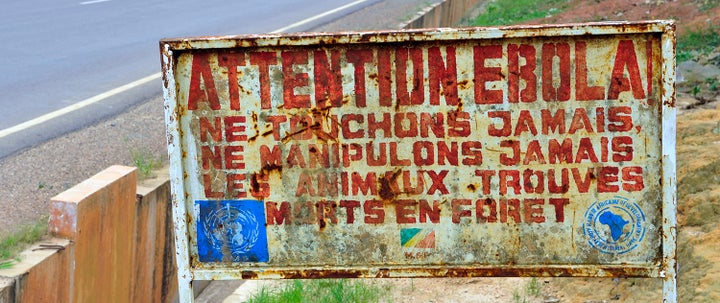 ATTENTION EBOLA
NE TOUCHONS JAMAIS,
NE MANIPULONS JAMAIS
LES ANIMAUX TROUVES
MORTS EN FORET